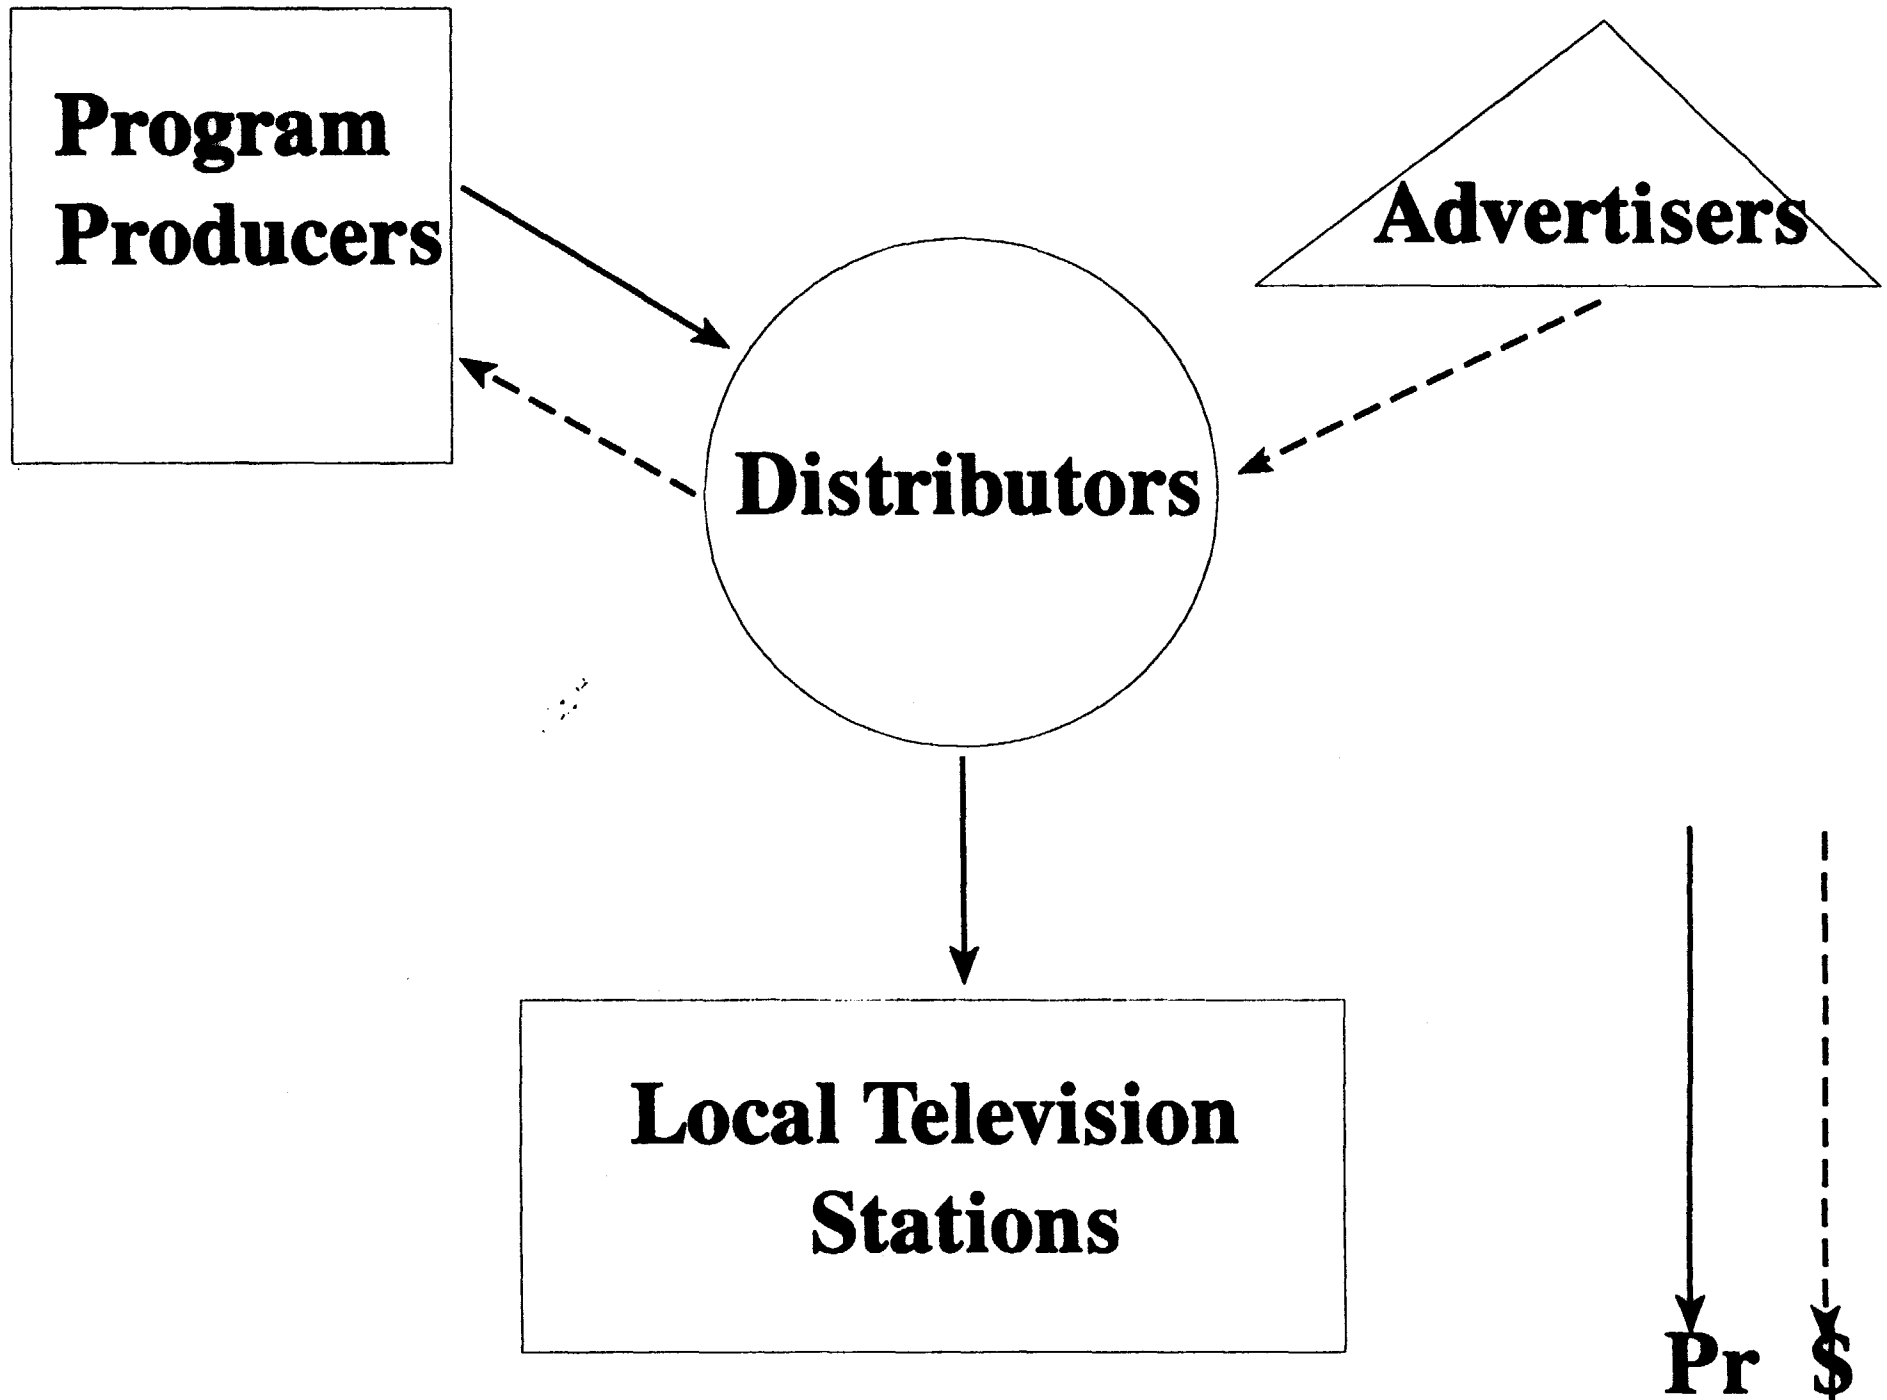 Program
Producers
Advertisers
Distributors
Local Television
Stations
Pr $